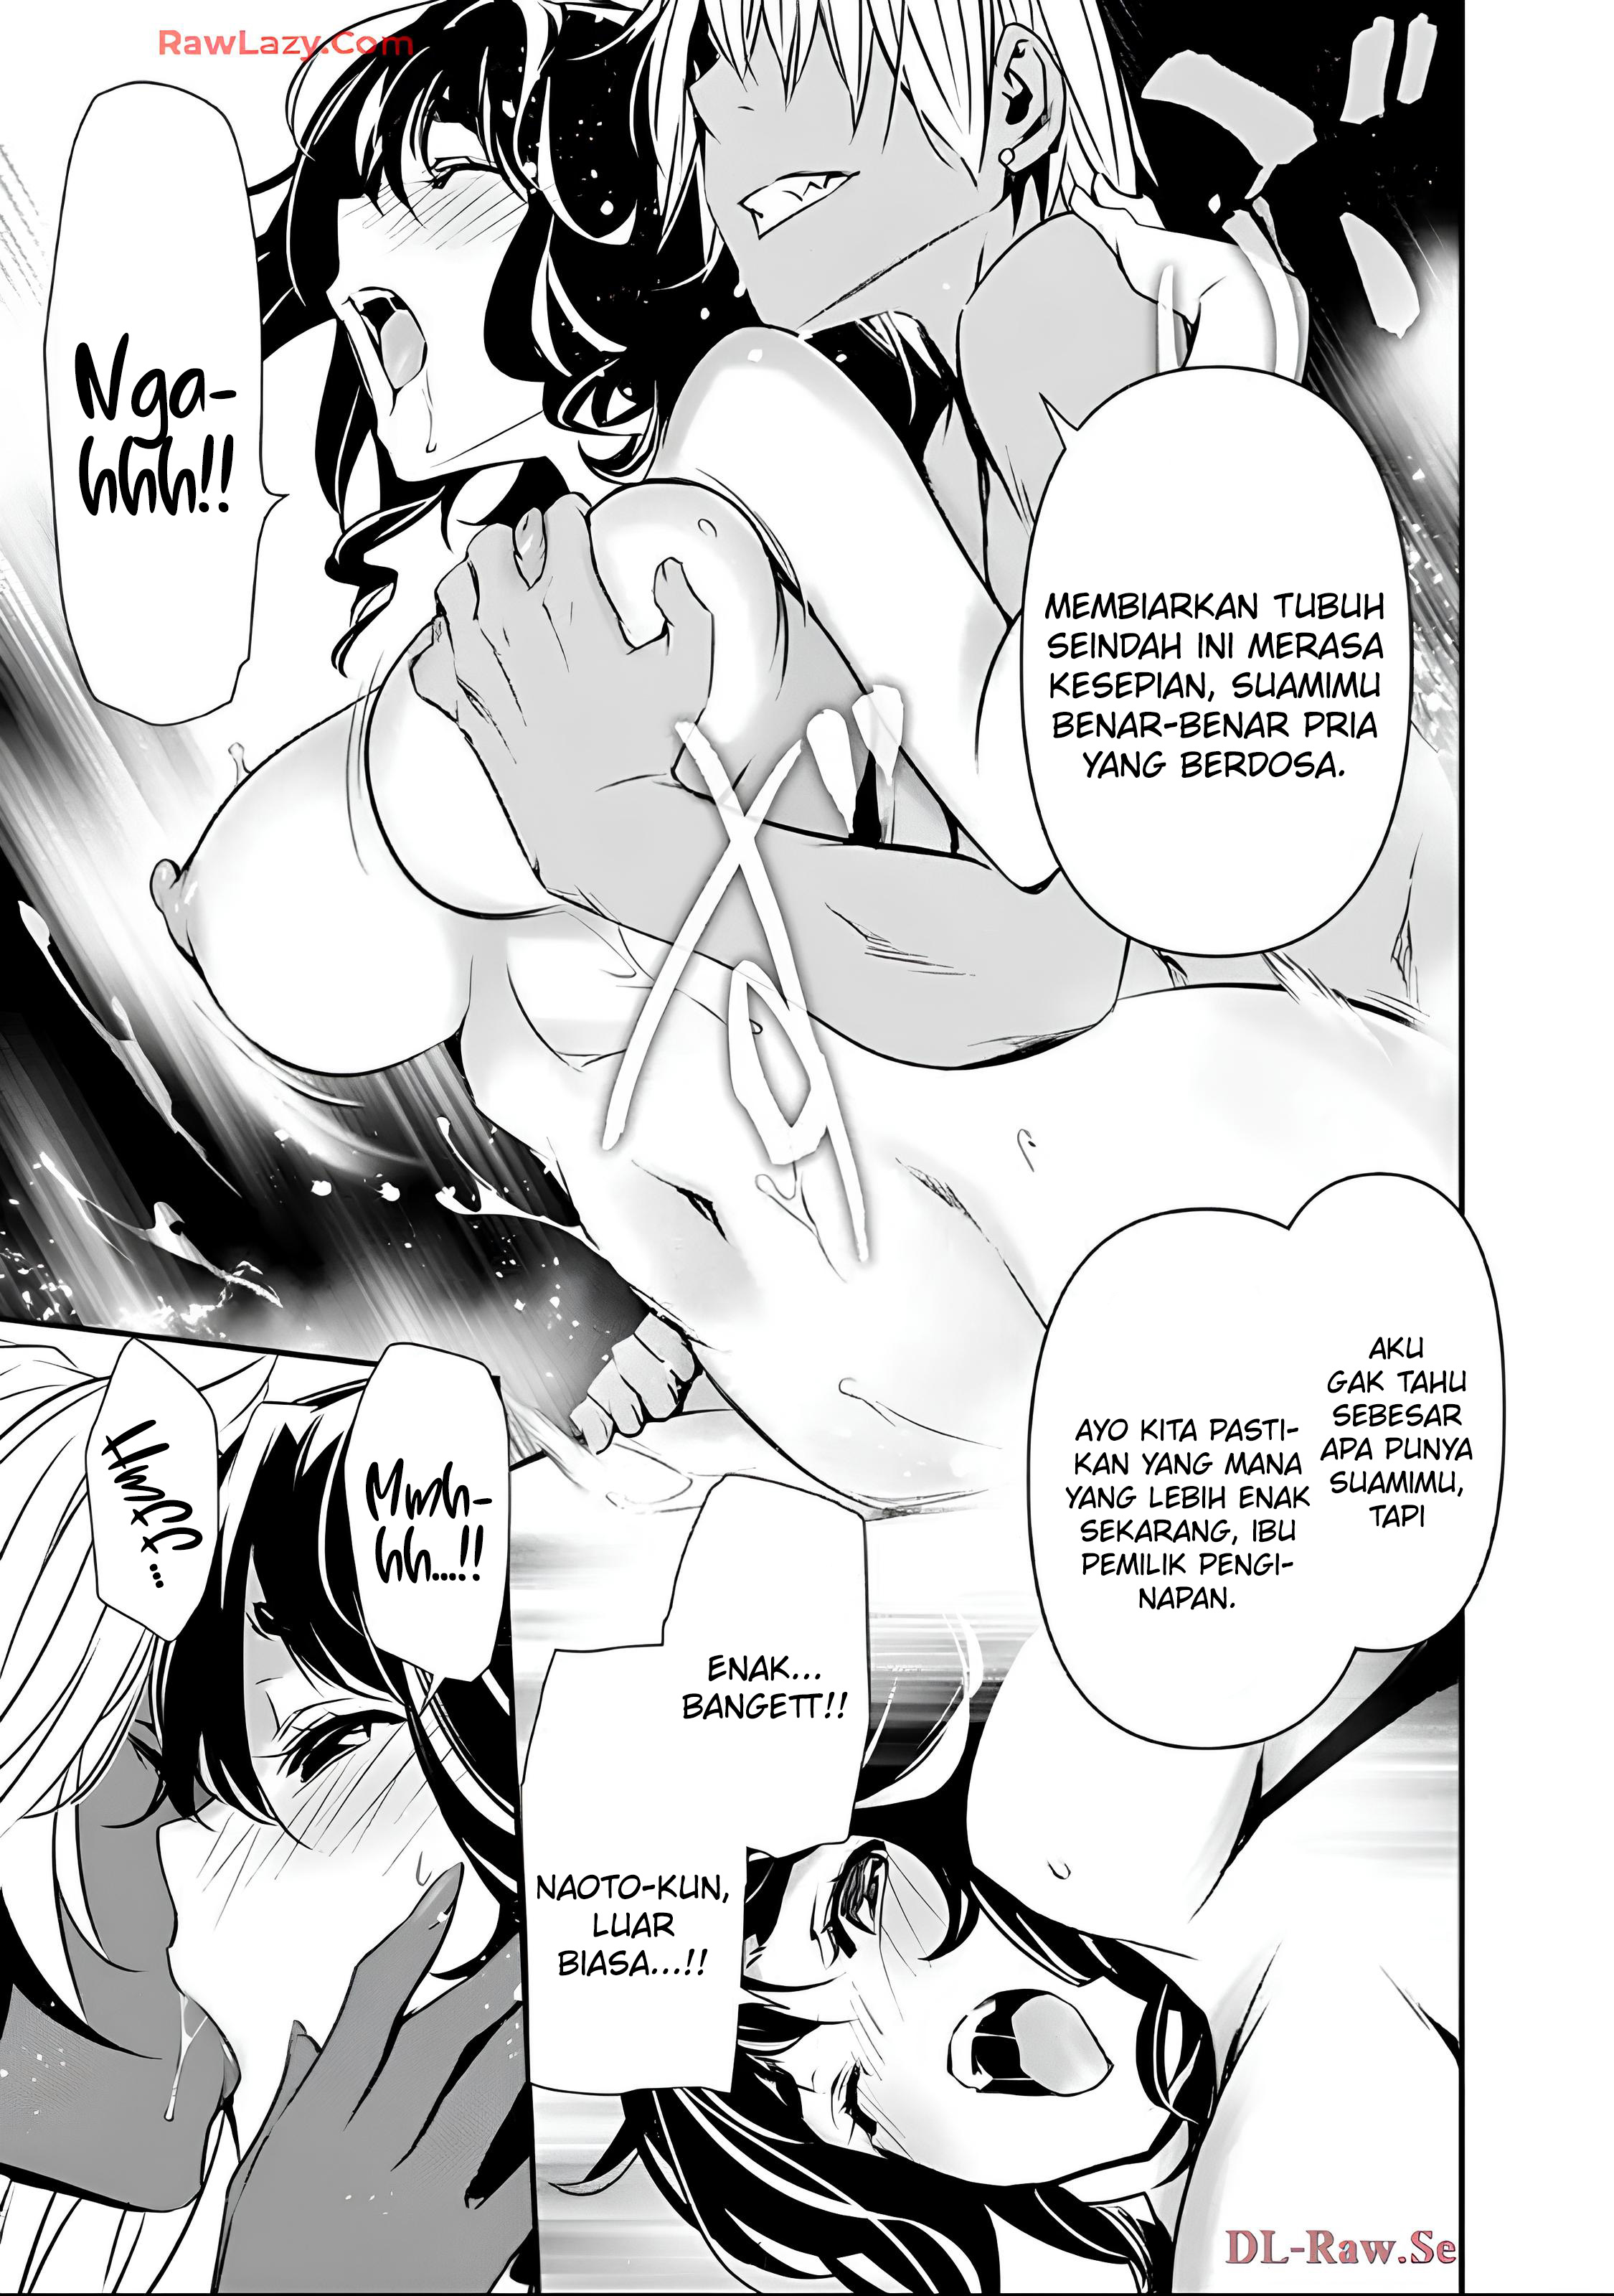 RawLazy.Com
MEMBIARKAN TUBUH
SEINDAH INI MERASA
KESEPIAN, SUAMIMU
BENAR-BENAR PRIA
YANG BERDOSA.
Nga-
hhh!!
AKU
GAK TAHU
SEBESAR
APA PUNYA
SUAMIMU,
TAPI
AYO KITA PASTI-
KAN YANG MANA
YANG LEBIH ENAK
SEKARANG, IBU
PEMILIK PENGI-
NAPAN.
ENAK...
BANGETT!!
NAOTO-KUN,
LUAR
BIASA...!!
Mmh-
hh...!!
Hmff...
DL-Raw.Se